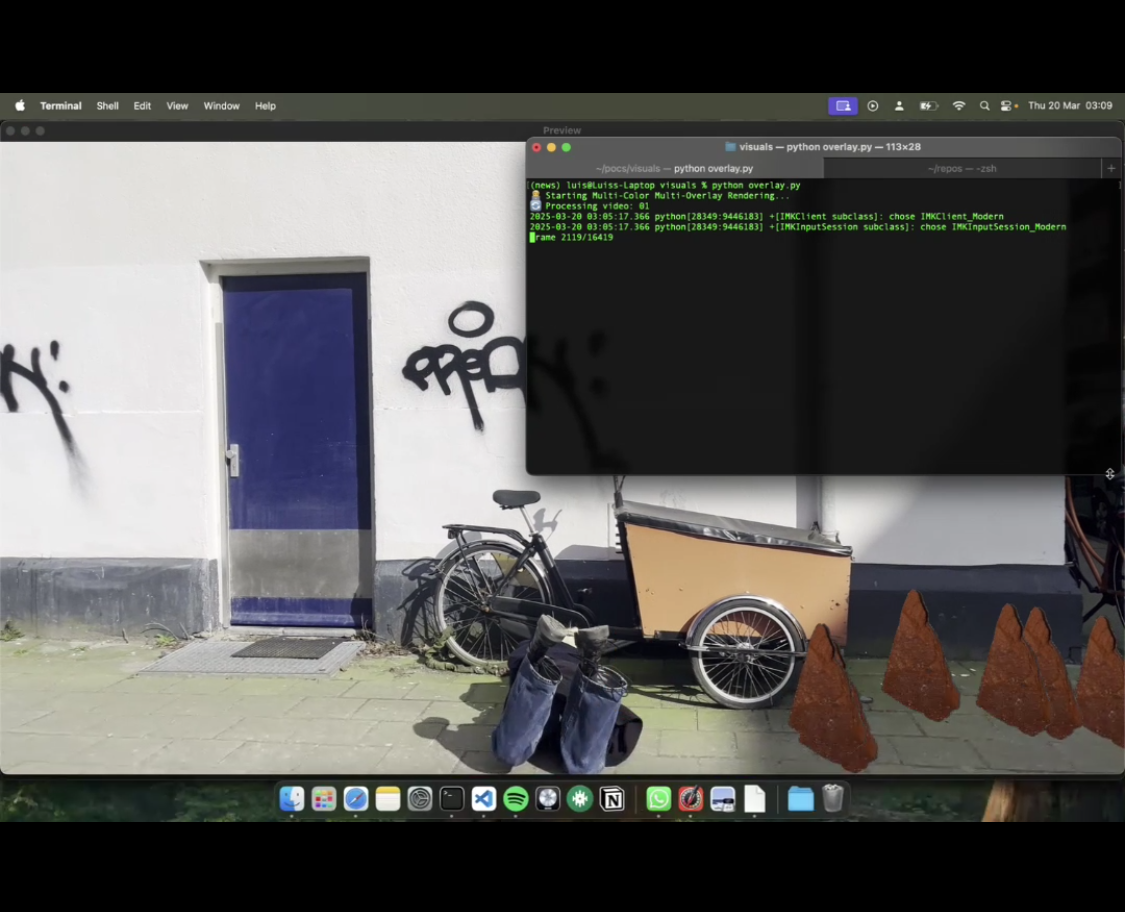 Terminal Shell Edit View Window Help Thu 20 Mar 03:09
Preview
visuals — python overlay.py — 113×28
~/pocs/visuals — python overlay.py ~/repos — -zsh
(news) luis@Luiss-Laptop visuals % python overlay.py
Starting Multi-Color Multi-Overlay Rendering...
Processing video: 01
2025-03-20 03:05:17.366 python[28349:9446183] +[IMKClient subclass]: chose IMKClient_Modern
2025-03-20 03:05:17.366 python[28349:9446183] +[IMKInputSession subclass]: chose IMKInputSession_Modern
rame 2119/16419